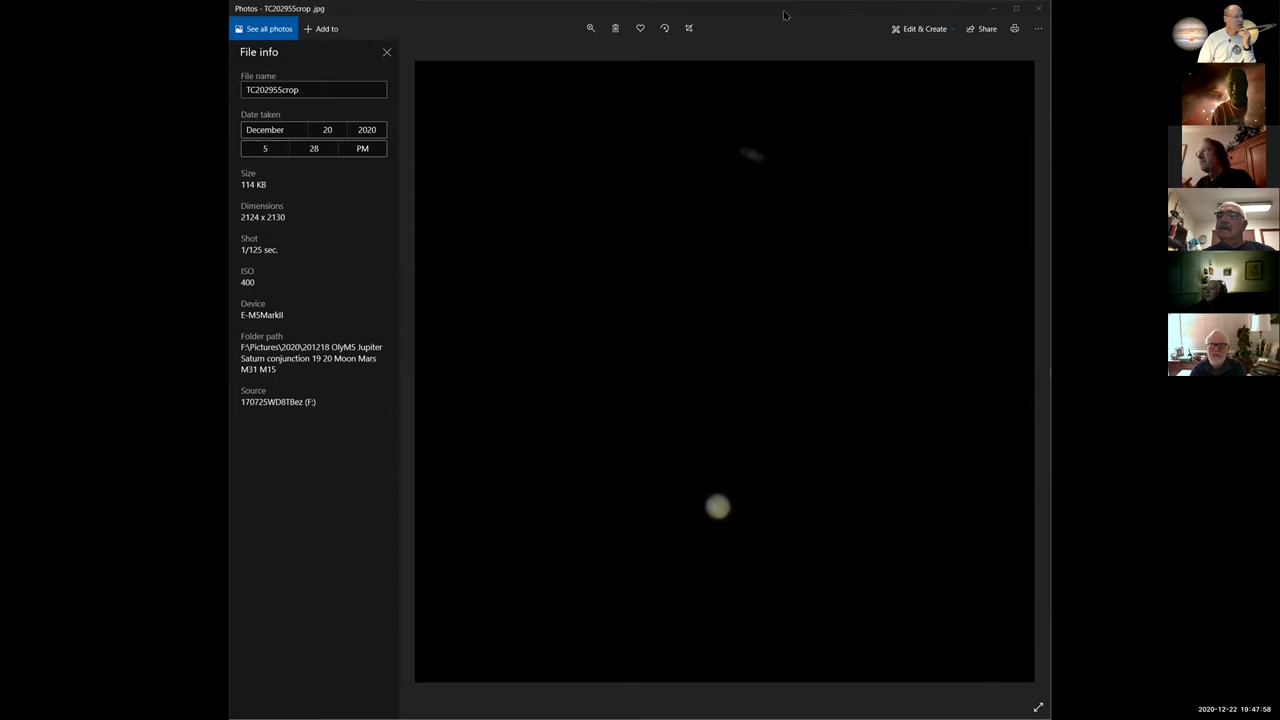 Photos - TC202955crop .jpg
See all photos
Add to
Edit & Create
Share
File info
File name
TC202955crop
Date taken
December 20 2020
5 28 PM
Size
114 KB
Dimensions
2124 x 2130
Shot
1/125 sec.
ISO
400
Device
E-M5MarkII
Folder path
F:\Pictures\2020\201218 OlyM5 Jupiter
Saturn conjunction 19 20 Moon Mars
M31 M15
Source
170725WD8TBez (F:)
2020-12-22 19:47:58